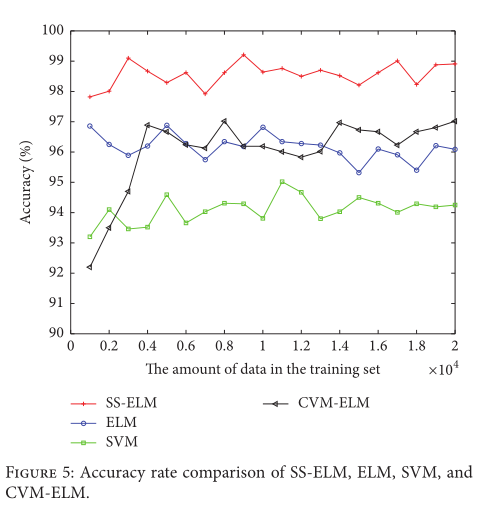 100
99
98
97
96
95
94
93
92
91
90
Accuracy (%)
0 0.2 0.4 0.6 0.8 1 1.2 1.4 1.6 1.8 2
The amount of data in the training set ×10⁴
SS-ELM CVM-ELM
ELM
SVM
Figure 5: Accuracy rate comparison of SS-ELM, ELM, SVM, and
CVM-ELM.